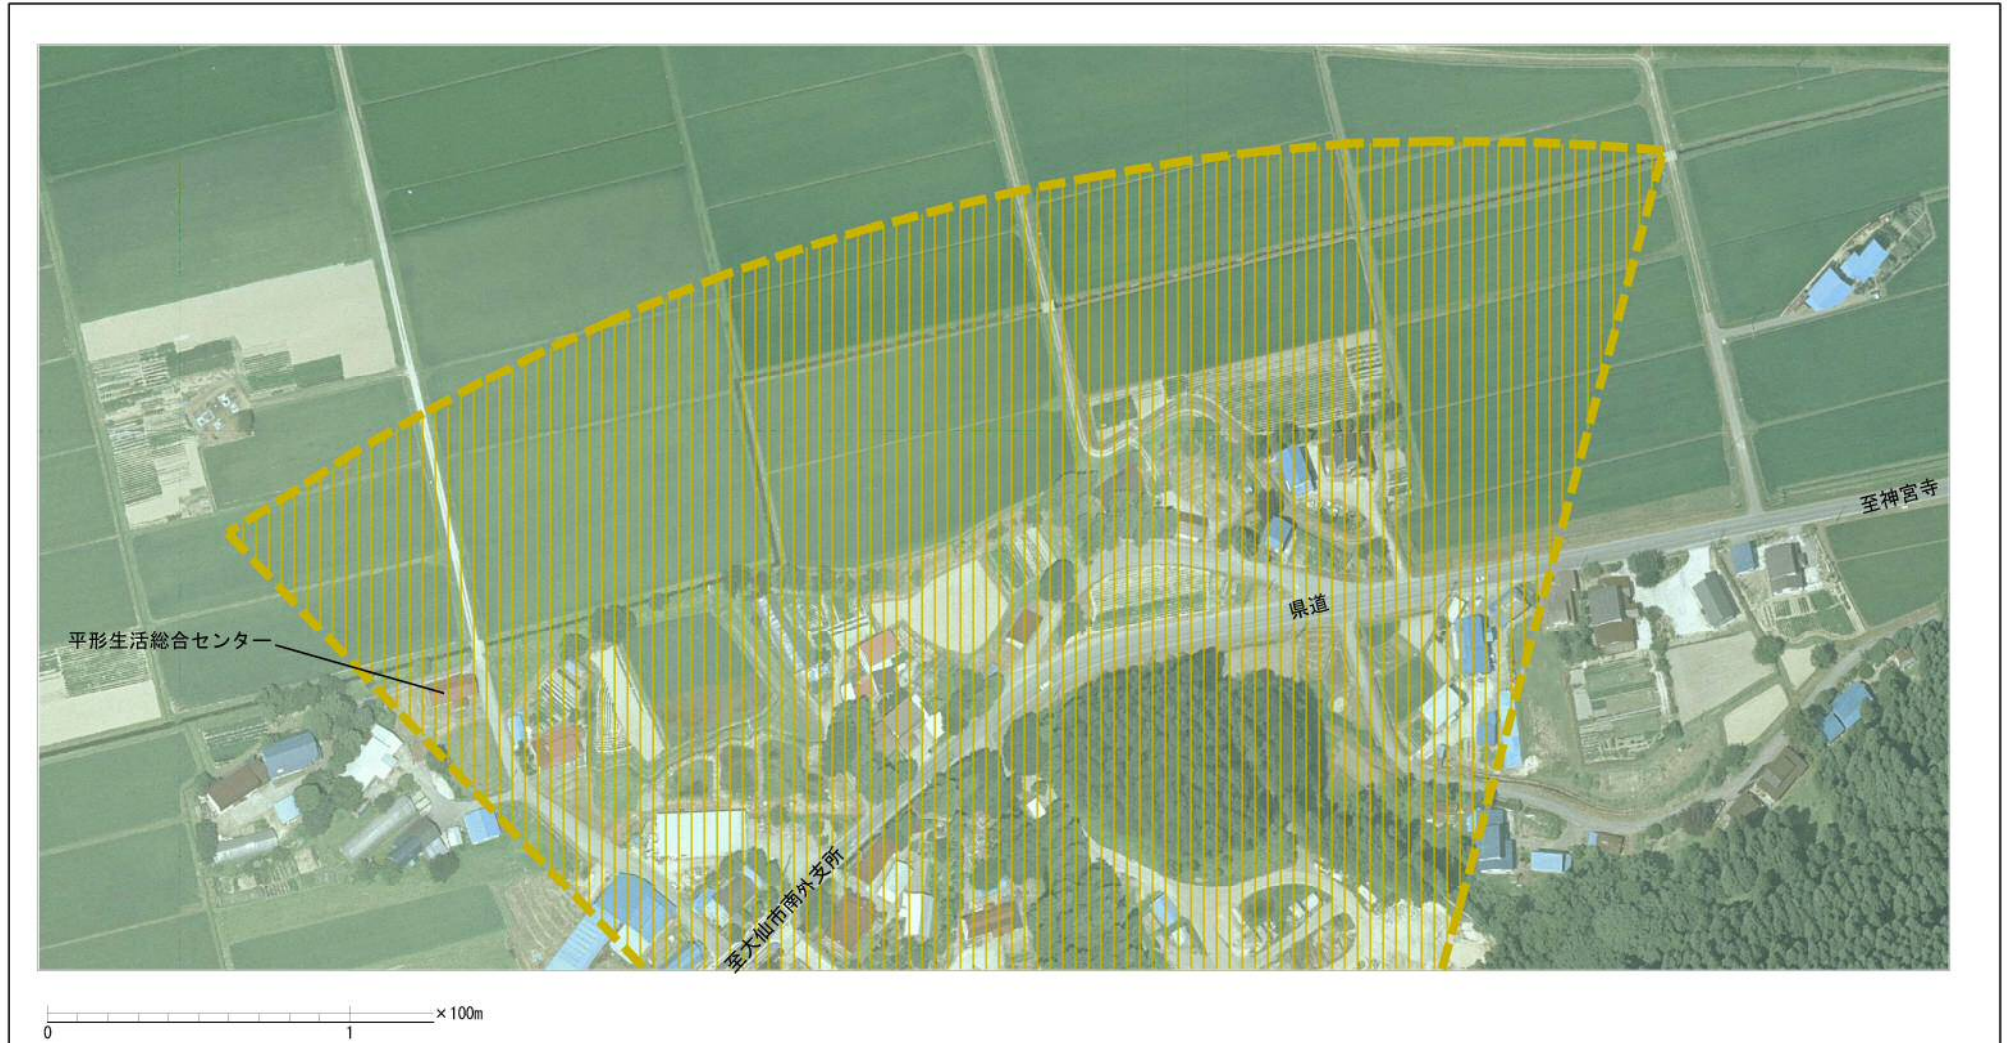 至神宮寺
県道
平形生活総合センター
至大仙市南外支所
×100m
0 1